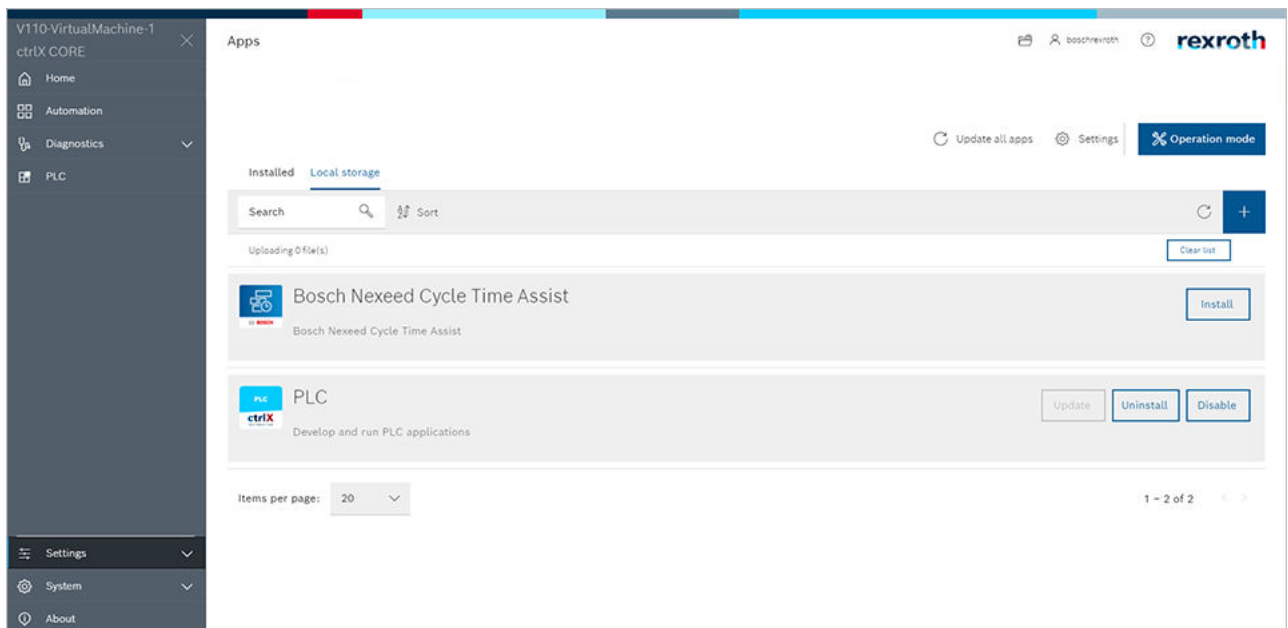 V110-VirtualMachine-1
ctrlX CORE
Home
Automation
Diagnostics
PLC
Settings
System
About
Apps
boschrexroth
rexroth
Update all apps
Settings
Operation mode
Installed
Local storage
Search
Sort
+
Uploading 0 file(s)
Clear list
BOSCH
Bosch Nexeed Cycle Time Assist
Bosch Nexeed Cycle Time Assist
Install
PLC
ctrlX
AUTOMATION
PLC
Develop and run PLC applications
Update
Uninstall
Disable
Items per page: 20
1 – 2 of 2